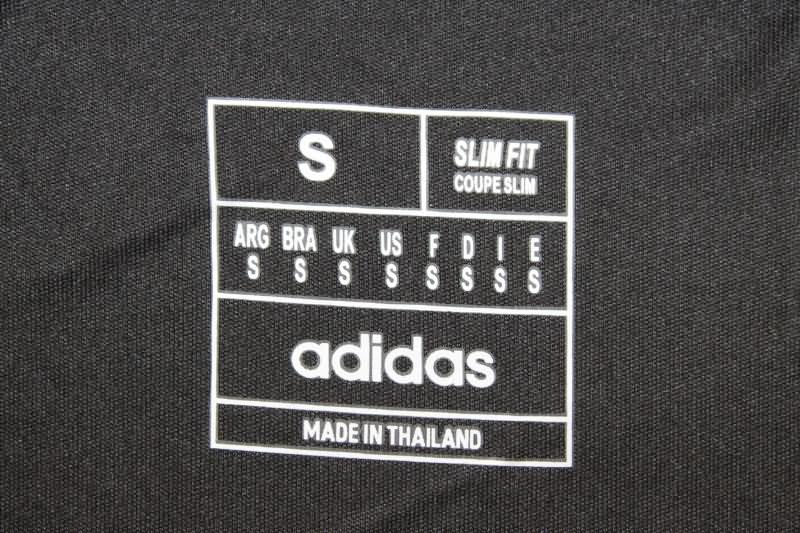 S
SLIM FIT
COUPE SLIM
ARG BRA UK US F D I E
S S S S S S S S
adidas
MADE IN THAILAND